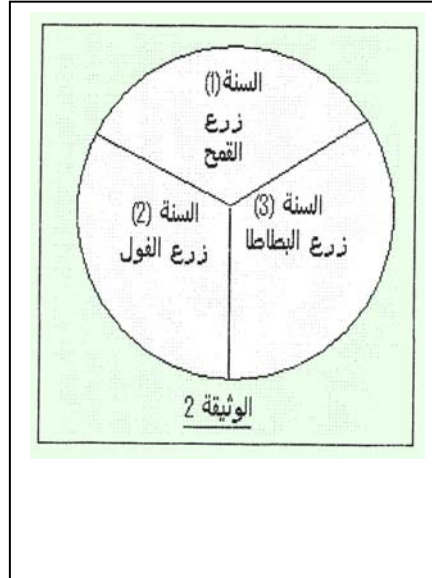 السنة (1)
زرع
القمح
السنة (2)
زرع الفول
السنة (3)
زرع البطاطا
الوثيقة 2